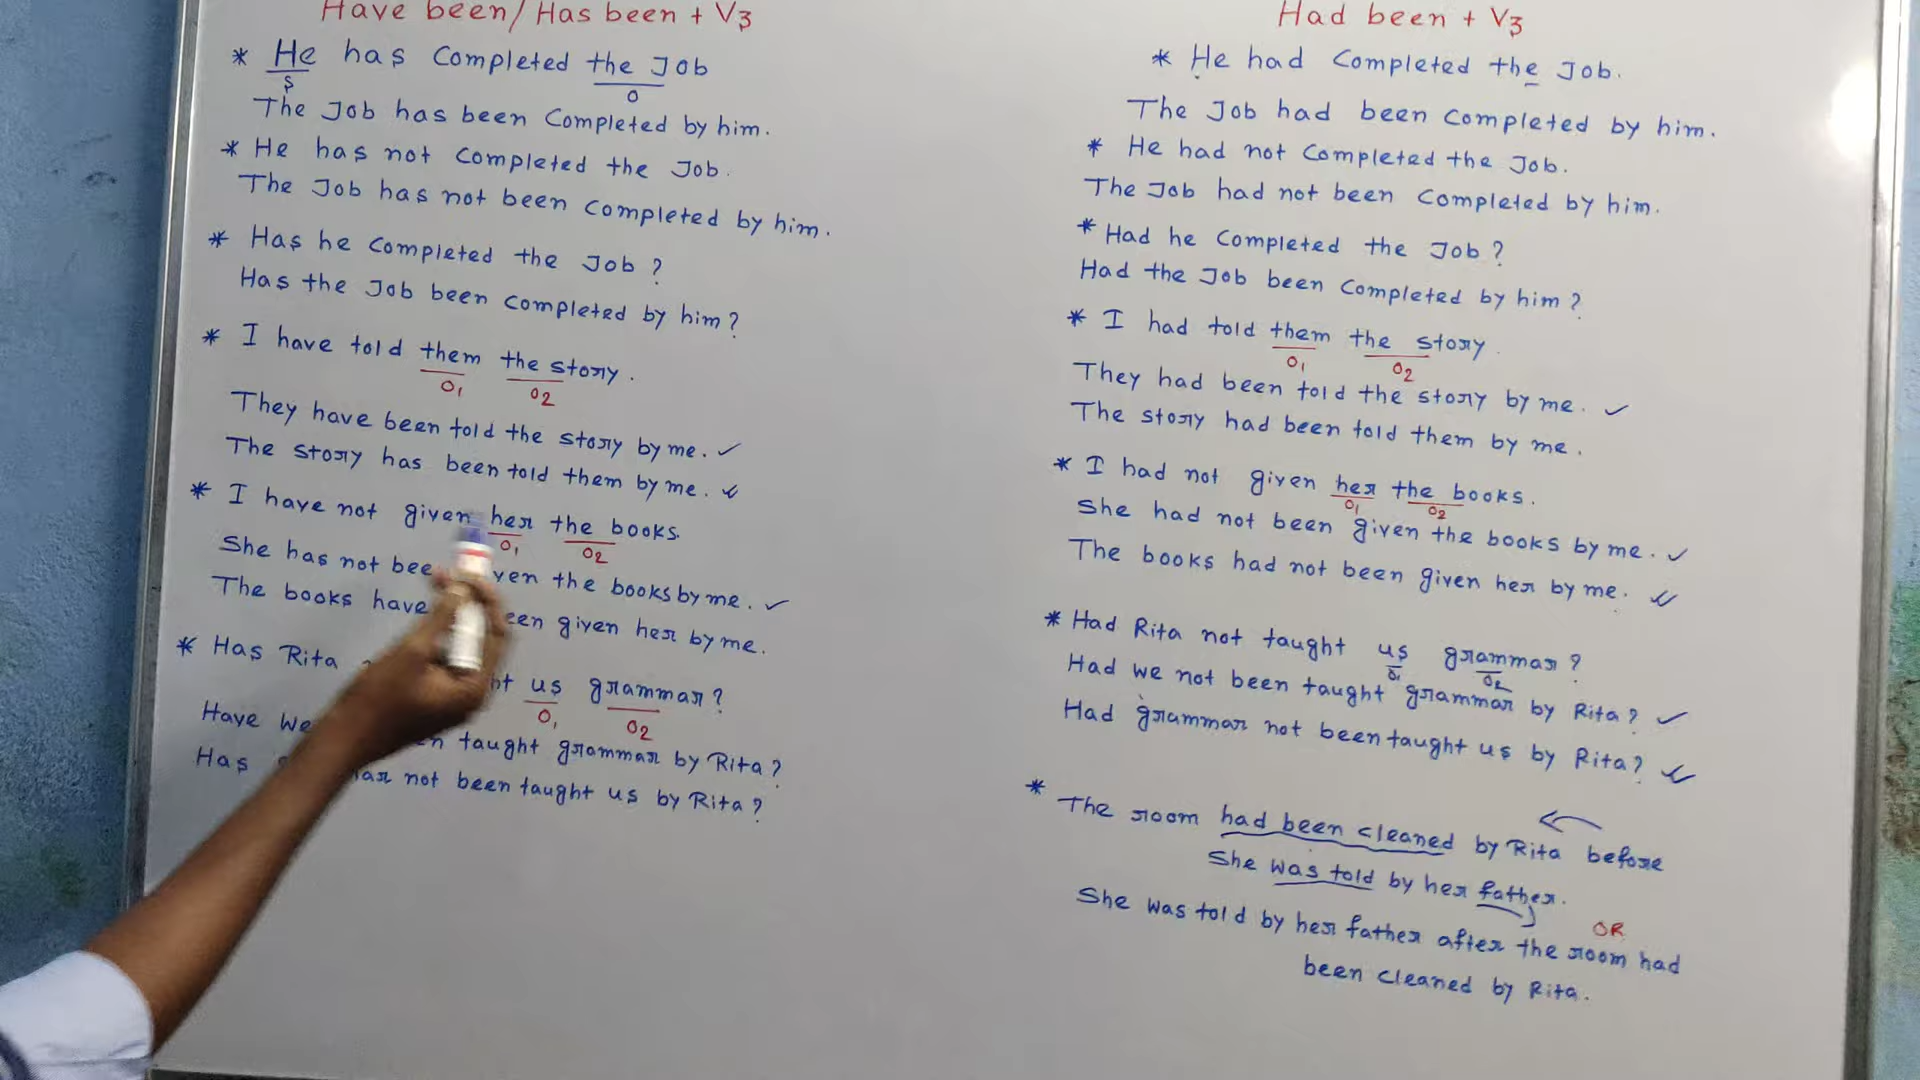 Have been/Has been + V3
* He has completed the Job
S
O
The Job has been completed by him.
* He has not completed the Job.
The Job has not been completed by him.
* Has he completed the Job?
Has the Job been completed by him?
* I have told them the story.
O1 O2
They have been told the story by me. ✓
The story has been told them by me. ✓
* I have not given her the books.
O1 O2
She has not been the books by me. ✓
The books have given her by me.
* Has Rita us grammar?
O1 O2
Have we taught grammar by Rita?
Has not been taught us by Rita?
Had been + V3
* He had completed the Job.
The Job had been completed by him.
* He had not completed the Job.
The Job had not been completed by him.
* Had he completed the Job?
Had the Job been completed by him?
* I had told them the story.
O1 O2
They had been told the story by me. ✓
The story had been told them by me.
* I had not given her the books.
O1 O2
She had not been given the books by me. ✓
The books had not been given her by me. ✓
* Had Rita not taught us grammar?
O1 O2
Had we not been taught grammar by Rita? ✓
Had grammar not been taught us by Rita? ✓
* The room had been cleaned by Rita before
She was told by her father.
OR
She was told by her father after the room had
been cleaned by Rita.